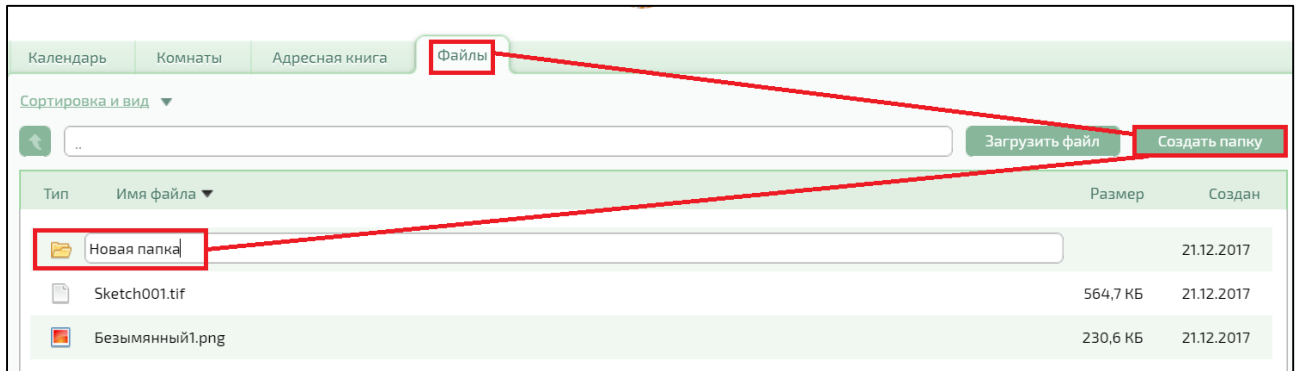 Календарь Комнаты Адресная книга Файлы
Сортировка и вид ▼
.. Загрузить файл Создать папку
Тип Имя файла ▼ Размер Создан
Новая папка 21.12.2017
Sketch001.tif 564,7 КБ 21.12.2017
Безымянный1.png 230,6 КБ 21.12.2017